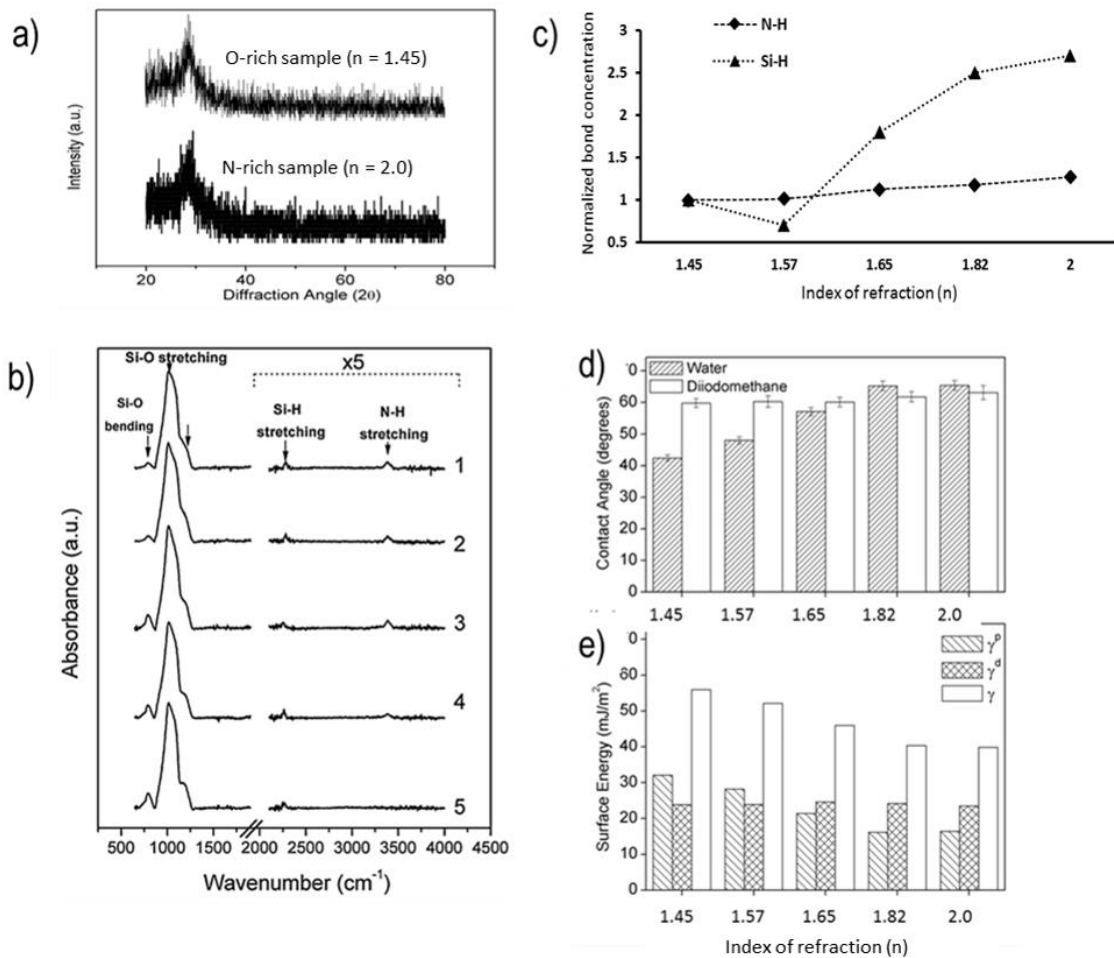 a)
O-rich sample (n = 1.45)
N-rich sample (n = 2.0)
Intensity (a.u.)
20 40 60 80
Diffraction Angle (2θ)
c)
N-H
Si-H
Normalized bond concentration
3
2.5
2
1.5
1
0.5
1.45 1.57 1.65 1.82 2
Index of refraction (n)
b)
Si-O stretching
x5
Si-O
bending
Si-H
stretching
N-H
stretching
1
2
3
4
5
Absorbance (a.u.)
500 1000 1500 2000 2500 3000 3500 4000 4500
Wavenumber (cm⁻¹)
d)
Water
Diiodomethane
Contact Angle (degrees)
0
60
50
40
30
20
10
0
1.45 1.57 1.65 1.82 2.0
e)
γᵖ
γᵈ
γ
Surface Energy (mJ/m²)
0
60
50
40
30
20
10
0
1.45 1.57 1.65 1.82 2.0
Index of refraction (n)